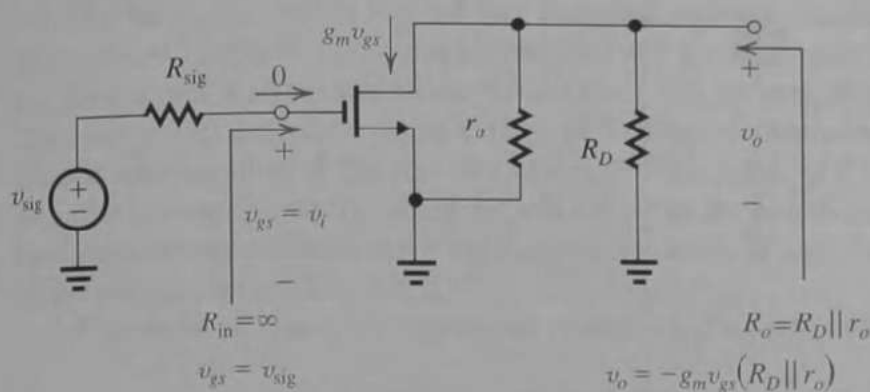 g_m v_gs
R_sig
0
+
r_o
R_D
+
v_o
−
v_sig
+
−
v_gs = v_i
−
R_in = ∞
R_o = R_D || r_o
v_gs = v_sig
v_o = −g_m v_gs (R_D || r_o)